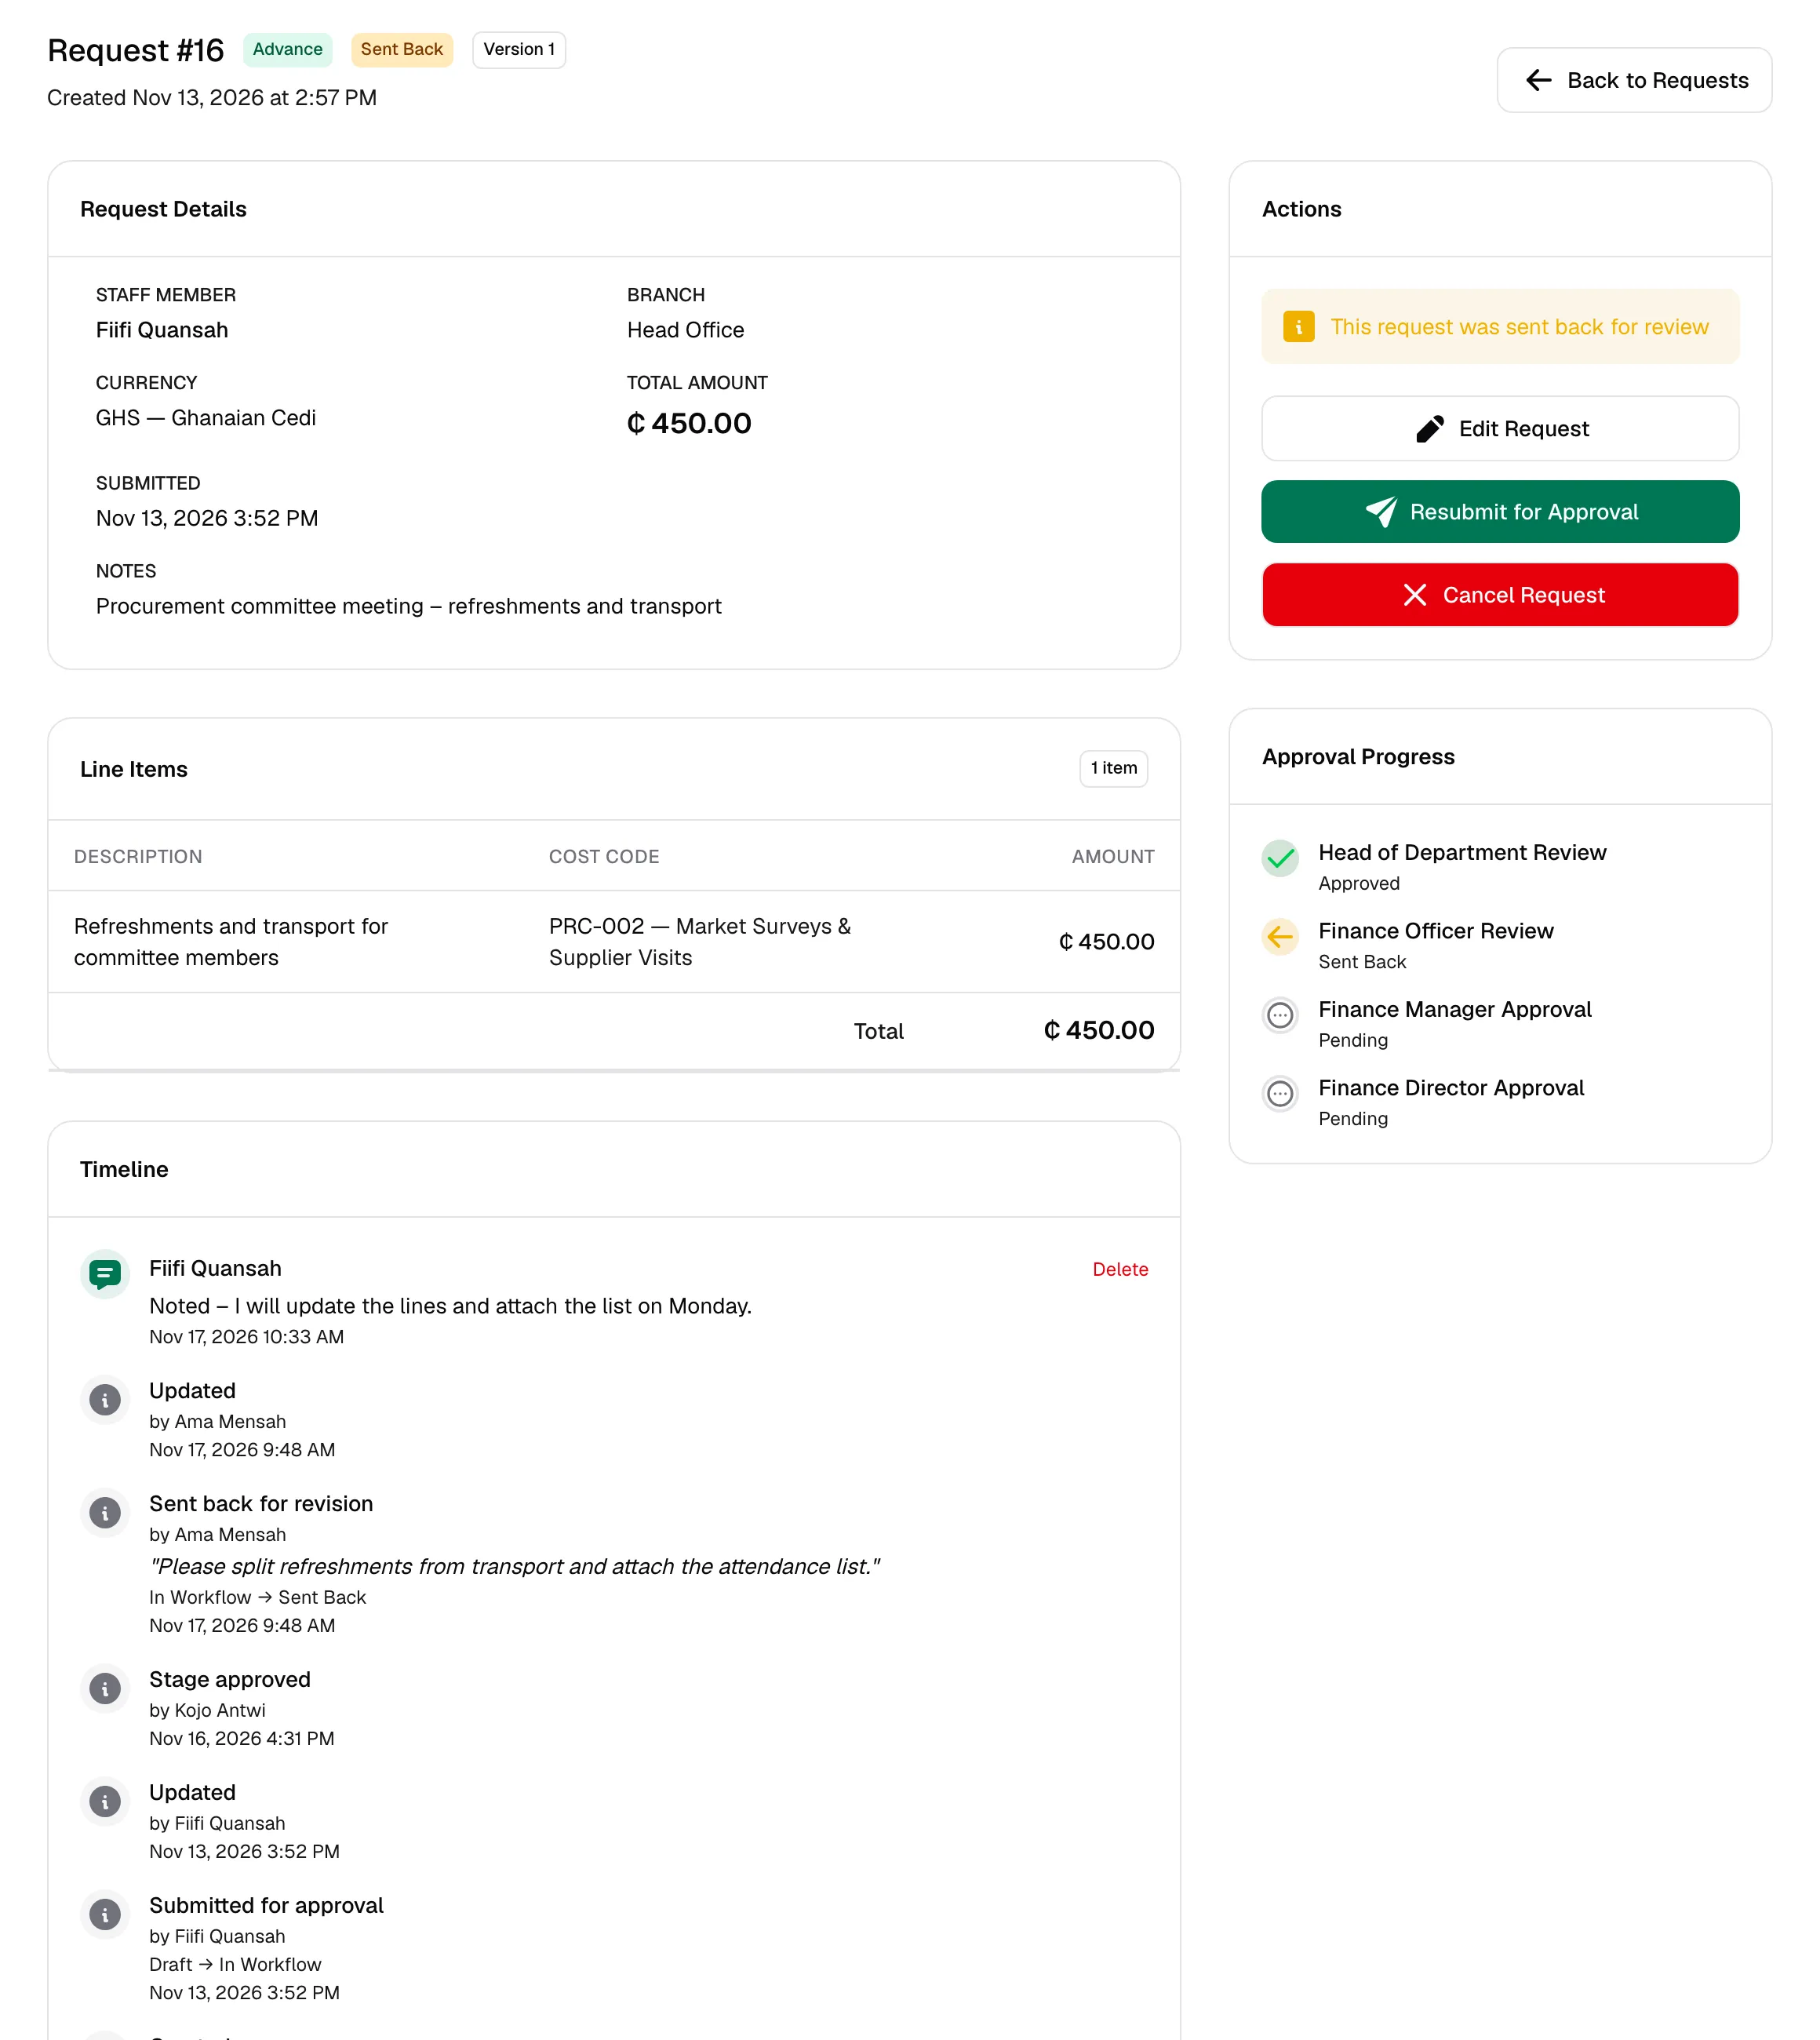 Request #16
Advance
Sent Back
Version 1
Created Nov 13, 2026 at 2:57 PM
Back to Requests
Request Details
STAFF MEMBER
Fiifi Quansah
BRANCH
Head Office
CURRENCY
GHS — Ghanaian Cedi
TOTAL AMOUNT
₵ 450.00
SUBMITTED
Nov 13, 2026 3:52 PM
NOTES
Procurement committee meeting – refreshments and transport
Actions
This request was sent back for review
Edit Request
Resubmit for Approval
Cancel Request
Line Items
1 item
DESCRIPTION
COST CODE
AMOUNT
Refreshments and transport for
committee members
PRC-002 — Market Surveys &
Supplier Visits
₵ 450.00
Total
₵ 450.00
Approval Progress
Head of Department Review
Approved
Finance Officer Review
Sent Back
Finance Manager Approval
Pending
Finance Director Approval
Pending
Timeline
Fiifi Quansah
Delete
Noted – I will update the lines and attach the list on Monday.
Nov 17, 2026 10:33 AM
Updated
by Ama Mensah
Nov 17, 2026 9:48 AM
Sent back for revision
by Ama Mensah
"Please split refreshments from transport and attach the attendance list."
In Workflow → Sent Back
Nov 17, 2026 9:48 AM
Stage approved
by Kojo Antwi
Nov 16, 2026 4:31 PM
Updated
by Fiifi Quansah
Nov 13, 2026 3:52 PM
Submitted for approval
by Fiifi Quansah
Draft → In Workflow
Nov 13, 2026 3:52 PM